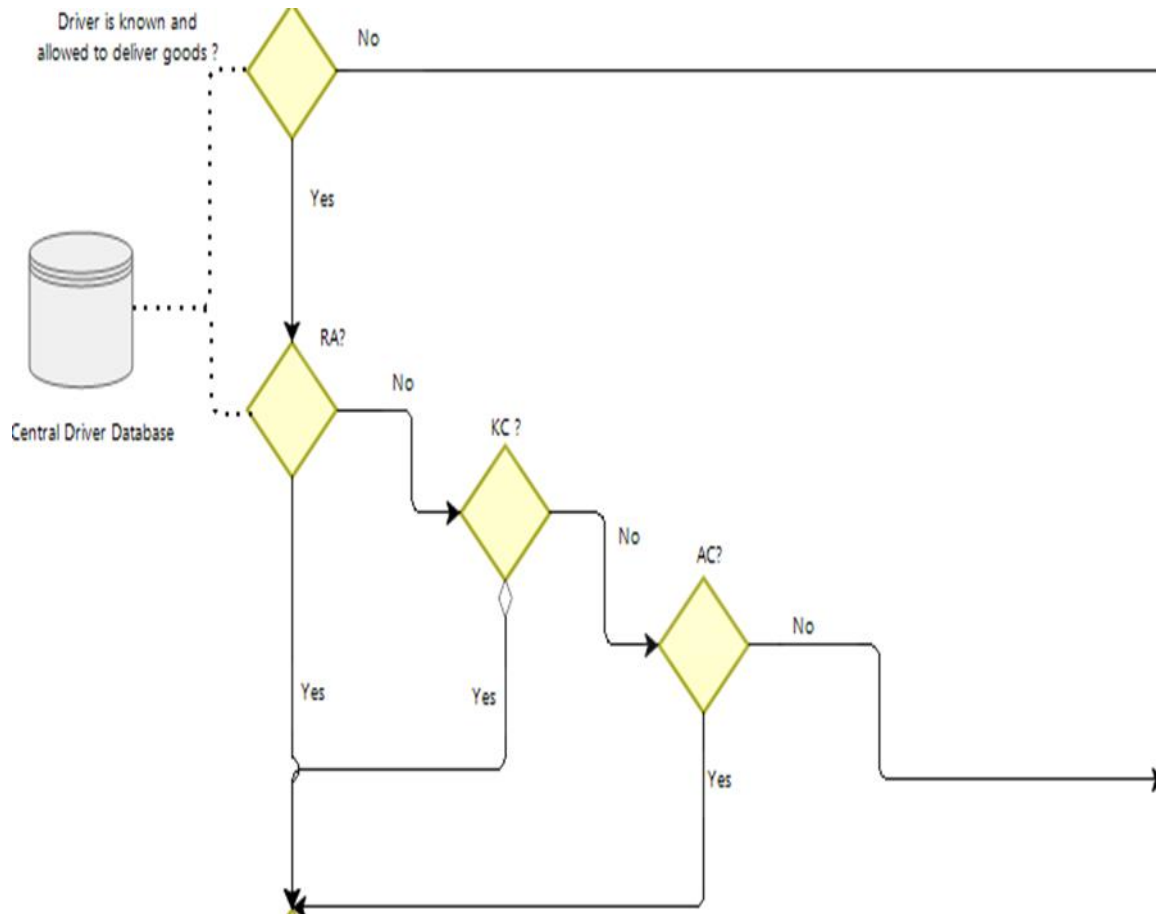 Driver is known and
allowed to deliver goods ?
No
Yes
RA?
No
KC ?
Central Driver Database
No
AC?
No
Yes
Yes
Yes